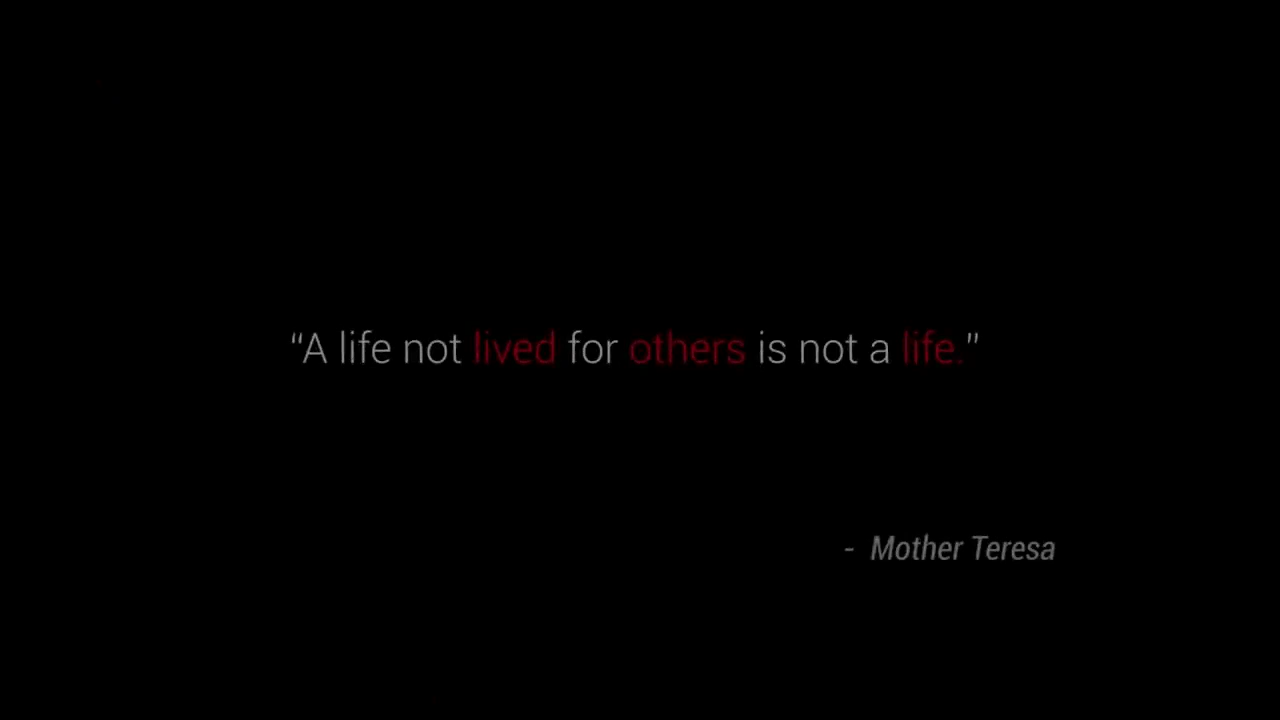 “A life not lived for others is not a life.”
- Mother Teresa